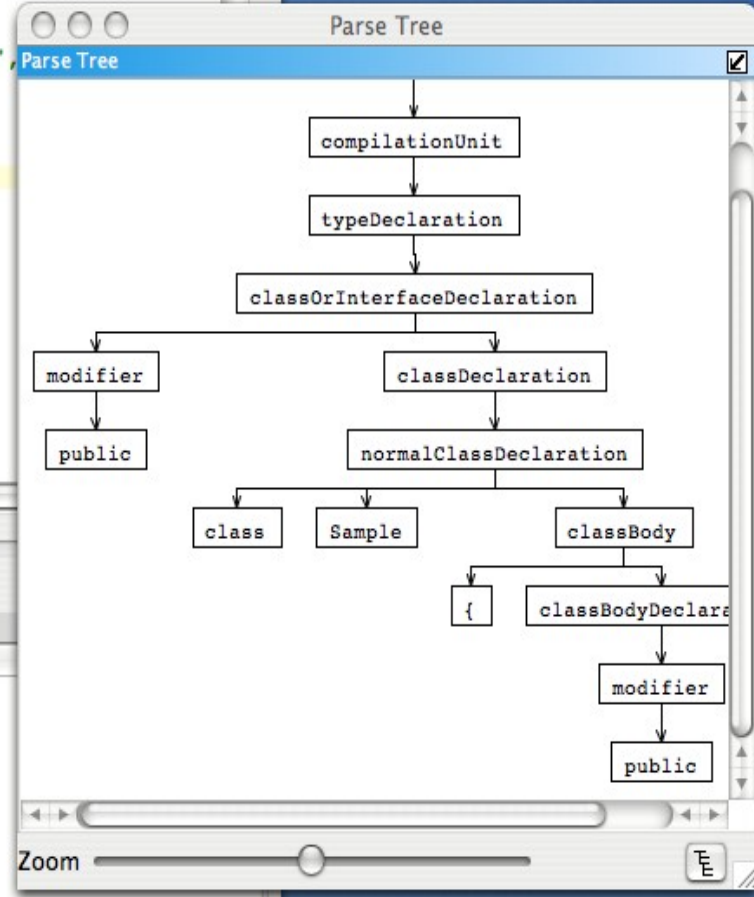 Parse Tree
Parse Tree
compilationUnit
typeDeclaration
classOrInterfaceDeclaration
modifier classDeclaration
public normalClassDeclaration
class Sample classBody
{ classBodyDeclara
modifier
public
Zoom